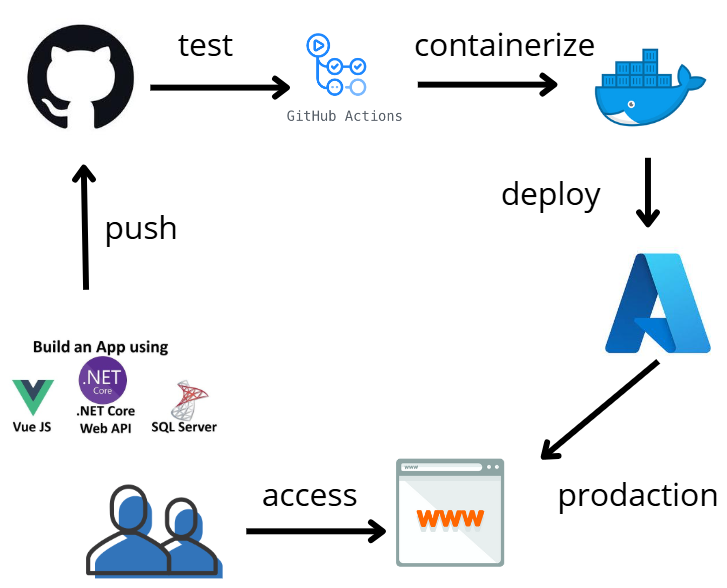 test
containerize
GitHub Actions
deploy
push
Build an App using
.NET
Core
Vue JS
.NET Core
Web API
SQL Server
www
www
prodaction
access